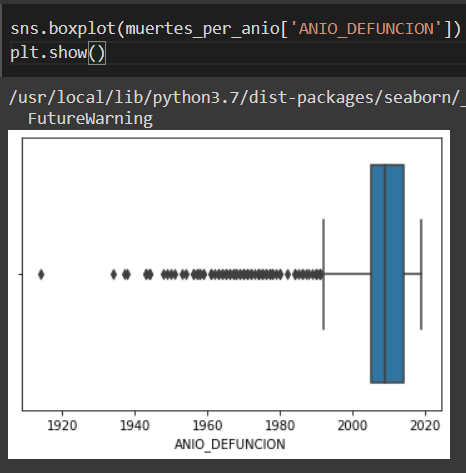 sns.boxplot(muertes_per_anio['ANIO_DEFUNCION'])
plt.show()
/usr/local/lib/python3.7/dist-packages/seaborn/_
FutureWarning
1920 1940 1960 1980 2000 2020
ANIO_DEFUNCION